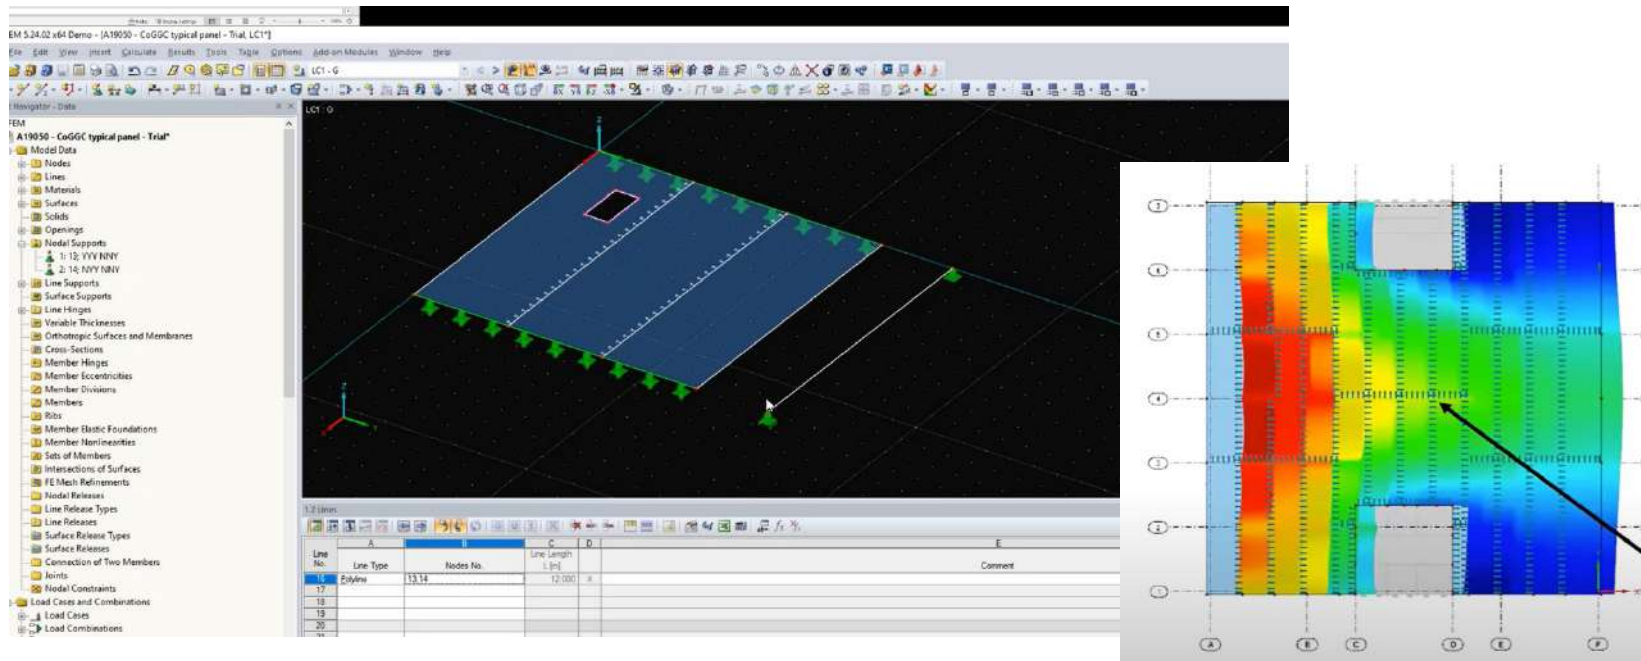 EM 5.24.02 x64 Demo - [A19050 - CoGGC typical panel - Trial, LC1*]
File Edit View Insert Calculate Results Tools Table Options Add-on Modules Window Help
LC1 - G
Navigator - Data
FEM
A19050 - CoGGC typical panel - Trial*
Model Data
Nodes
Lines
Materials
Surfaces
Solids
Openings
Nodal Supports
1: 13; YYY NNY
2: 14; NYY NNY
Line Supports
Surface Supports
Line Hinges
Variable Thicknesses
Orthotropic Surfaces and Membranes
Cross-Sections
Member Hinges
Member Eccentricities
Member Divisions
Members
Ribs
Member Elastic Foundations
Member Nonlinearities
Sets of Members
Intersections of Surfaces
FE Mesh Refinements
Nodal Releases
Line Release Types
Line Releases
Surface Release Types
Surface Releases
Connection of Two Members
Joints
Nodal Constraints
Load Cases and Combinations
Load Cases
Load Combinations
LC1 : G
Z
Z
1.2 Lines
A B C D E
Line No. Line Type Nodes No. Line Length L [m] Comment
16 Polyline 13,14 12.000 X
17
18
19
20
5
4
3
2
1
A B C D E F